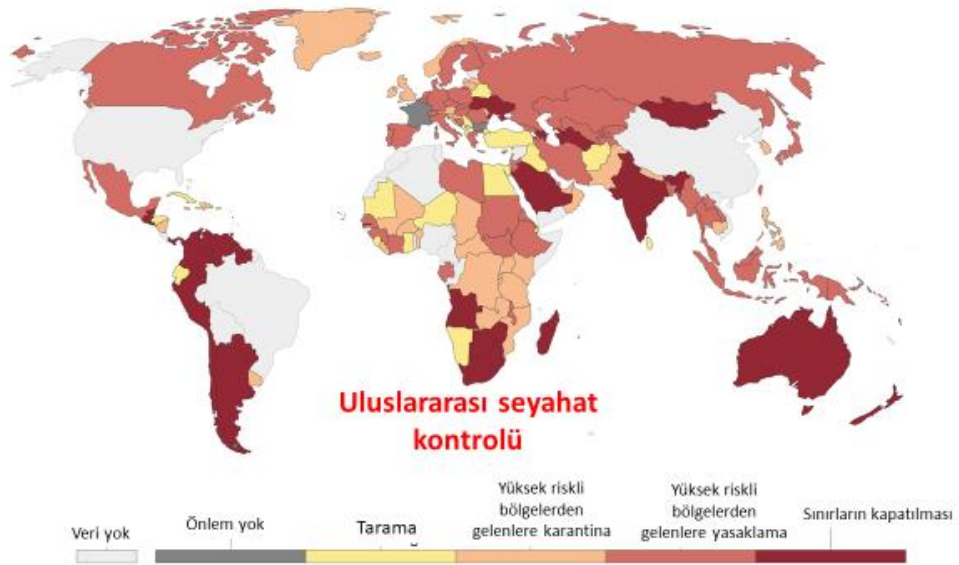 Uluslararası seyahat
kontrolü
Veri yok
Önlem yok
Tarama
Yüksek riskli
bölgelerden
gelenlere karantina
Yüksek riskli
bölgelerden
gelenlere yasaklama
Sınırların kapatılması